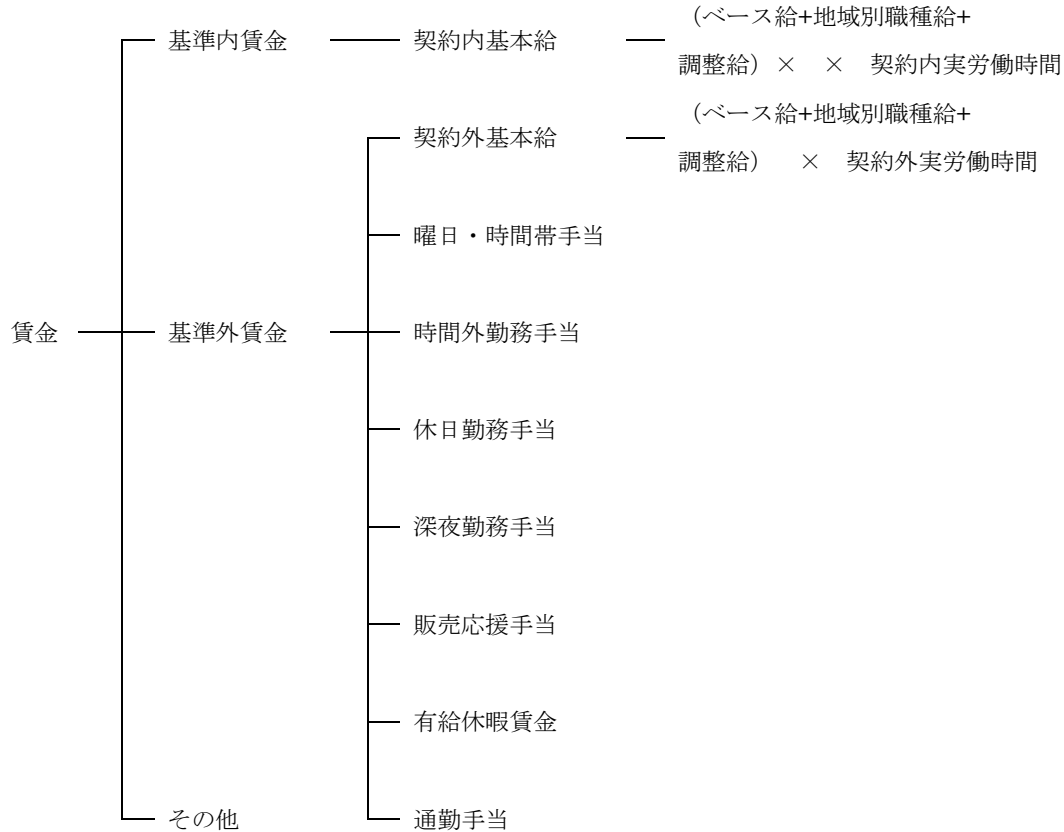 基準内賃金 契約内基本給 （ベース給+地域別職種給+
調整給）× × 契約内実労働時間
契約外基本給 （ベース給+地域別職種給+
調整給） × 契約外実労働時間
曜日・時間帯手当
賃金 基準外賃金 時間外勤務手当
休日勤務手当
深夜勤務手当
販売応援手当
有給休暇賃金
その他 通勤手当